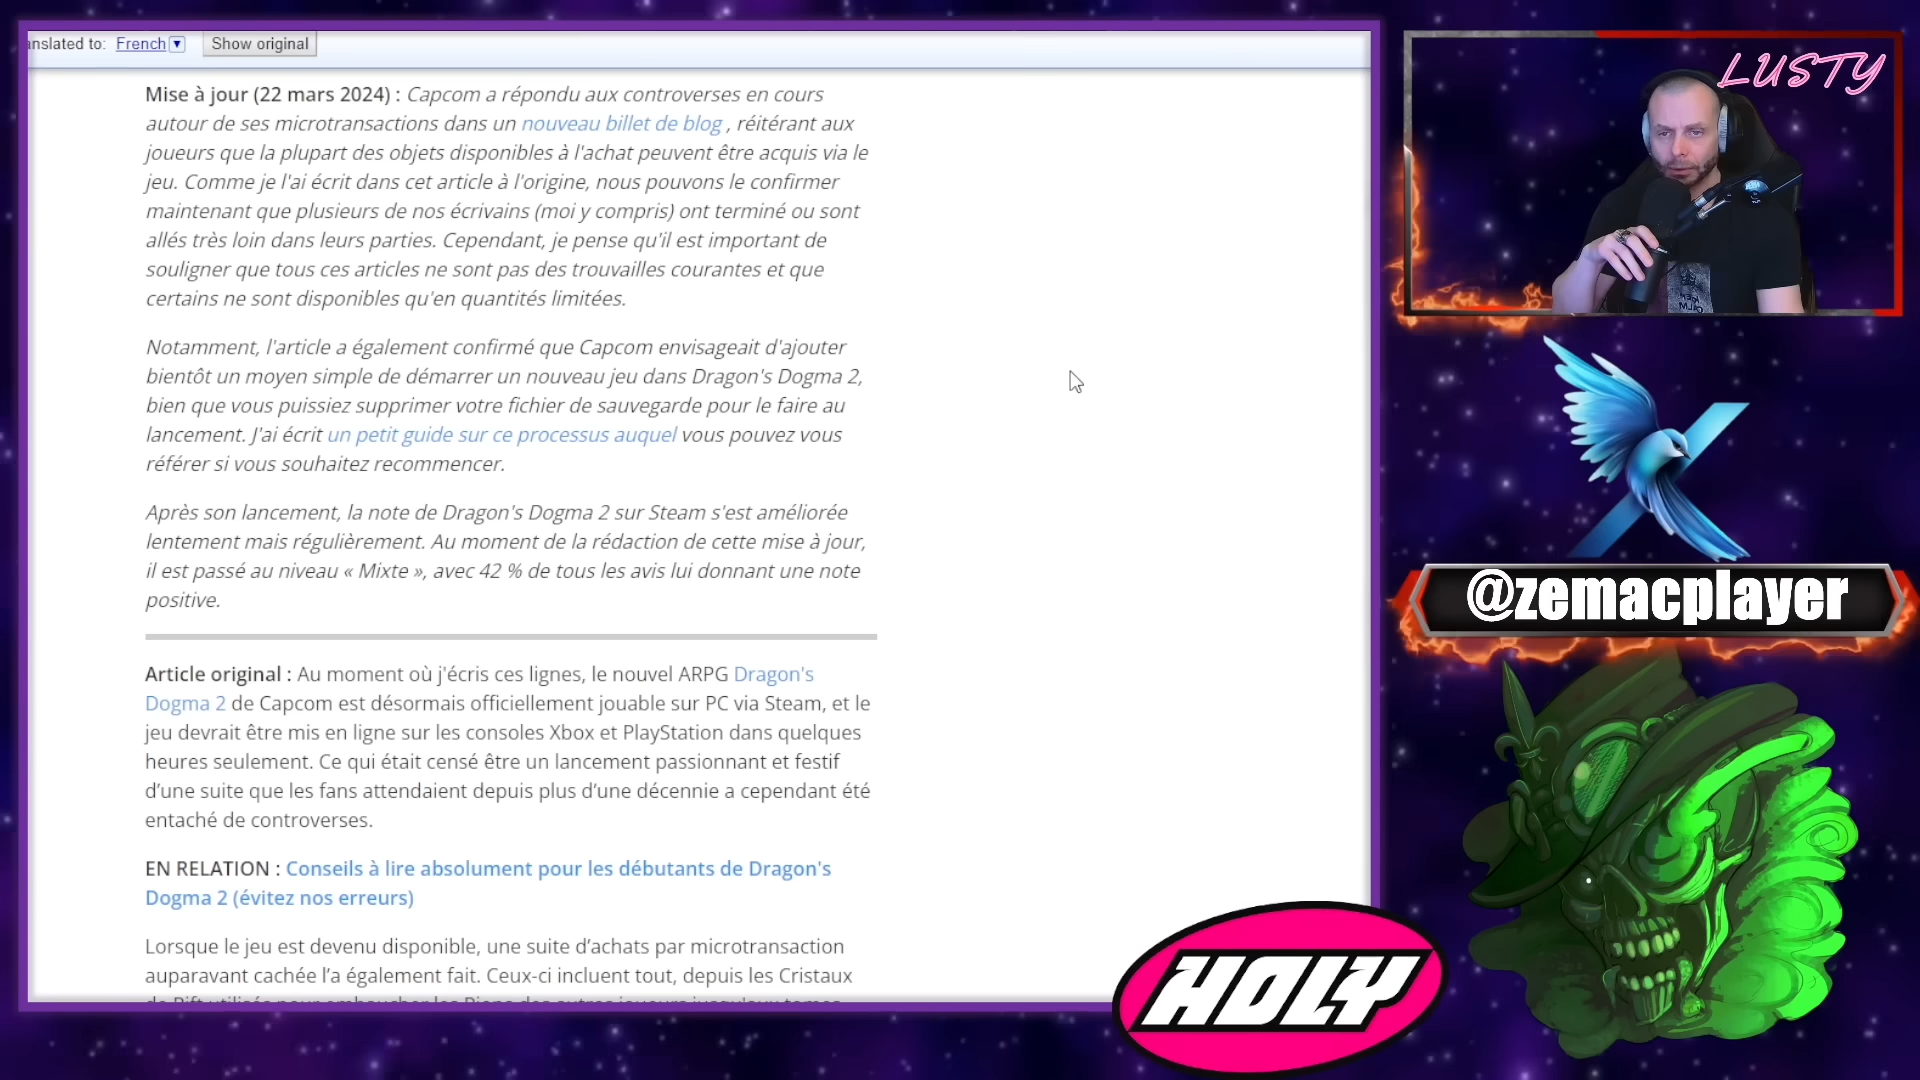 anslated to: French ▼ Show original
Mise à jour (22 mars 2024) : Capcom a répondu aux controverses en cours
autour de ses microtransactions dans un nouveau billet de blog , réitérant aux
joueurs que la plupart des objets disponibles à l'achat peuvent être acquis via le
jeu. Comme je l'ai écrit dans cet article à l'origine, nous pouvons le confirmer
maintenant que plusieurs de nos écrivains (moi y compris) ont terminé ou sont
allés très loin dans leurs parties. Cependant, je pense qu'il est important de
souligner que tous ces articles ne sont pas des trouvailles courantes et que
certains ne sont disponibles qu'en quantités limitées.
Notamment, l'article a également confirmé que Capcom envisageait d'ajouter
bientôt un moyen simple de démarrer un nouveau jeu dans Dragon's Dogma 2,
bien que vous puissiez supprimer votre fichier de sauvegarde pour le faire au
lancement. J'ai écrit un petit guide sur ce processus auquel vous pouvez vous
référer si vous souhaitez recommencer.
Après son lancement, la note de Dragon's Dogma 2 sur Steam s'est améliorée
lentement mais régulièrement. Au moment de la rédaction de cette mise à jour,
il est passé au niveau « Mixte », avec 42 % de tous les avis lui donnant une note
positive.
Article original : Au moment où j'écris ces lignes, le nouvel ARPG Dragon's
Dogma 2 de Capcom est désormais officiellement jouable sur PC via Steam, et le
jeu devrait être mis en ligne sur les consoles Xbox et PlayStation dans quelques
heures seulement. Ce qui était censé être un lancement passionnant et festif
d’une suite que les fans attendaient depuis plus d’une décennie a cependant été
entaché de controverses.
EN RELATION : Conseils à lire absolument pour les débutants de Dragon's
Dogma 2 (évitez nos erreurs)
Lorsque le jeu est devenu disponible, une suite d’achats par microtransaction
auparavant cachée l’a également fait. Ceux-ci incluent tout, depuis les Cristaux
LUSTY
@zemacplayer
HOLY